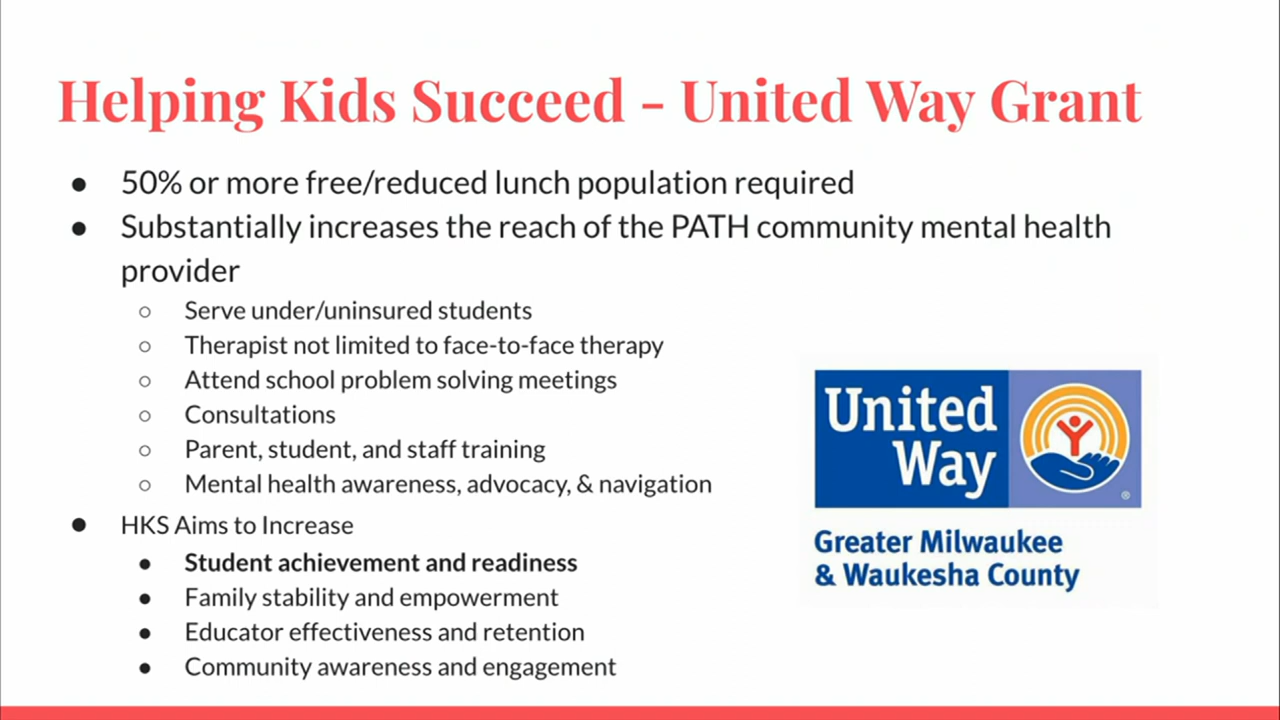 Helping Kids Succeed - United Way Grant
● 50% or more free/reduced lunch population required
● Substantially increases the reach of the PATH community mental health
provider
○ Serve under/uninsured students
○ Therapist not limited to face-to-face therapy
○ Attend school problem solving meetings
○ Consultations
○ Parent, student, and staff training
○ Mental health awareness, advocacy, & navigation
● HKS Aims to Increase
● Student achievement and readiness
● Family stability and empowerment
● Educator effectiveness and retention
● Community awareness and engagement
United
Way
®
Greater Milwaukee
& Waukesha County